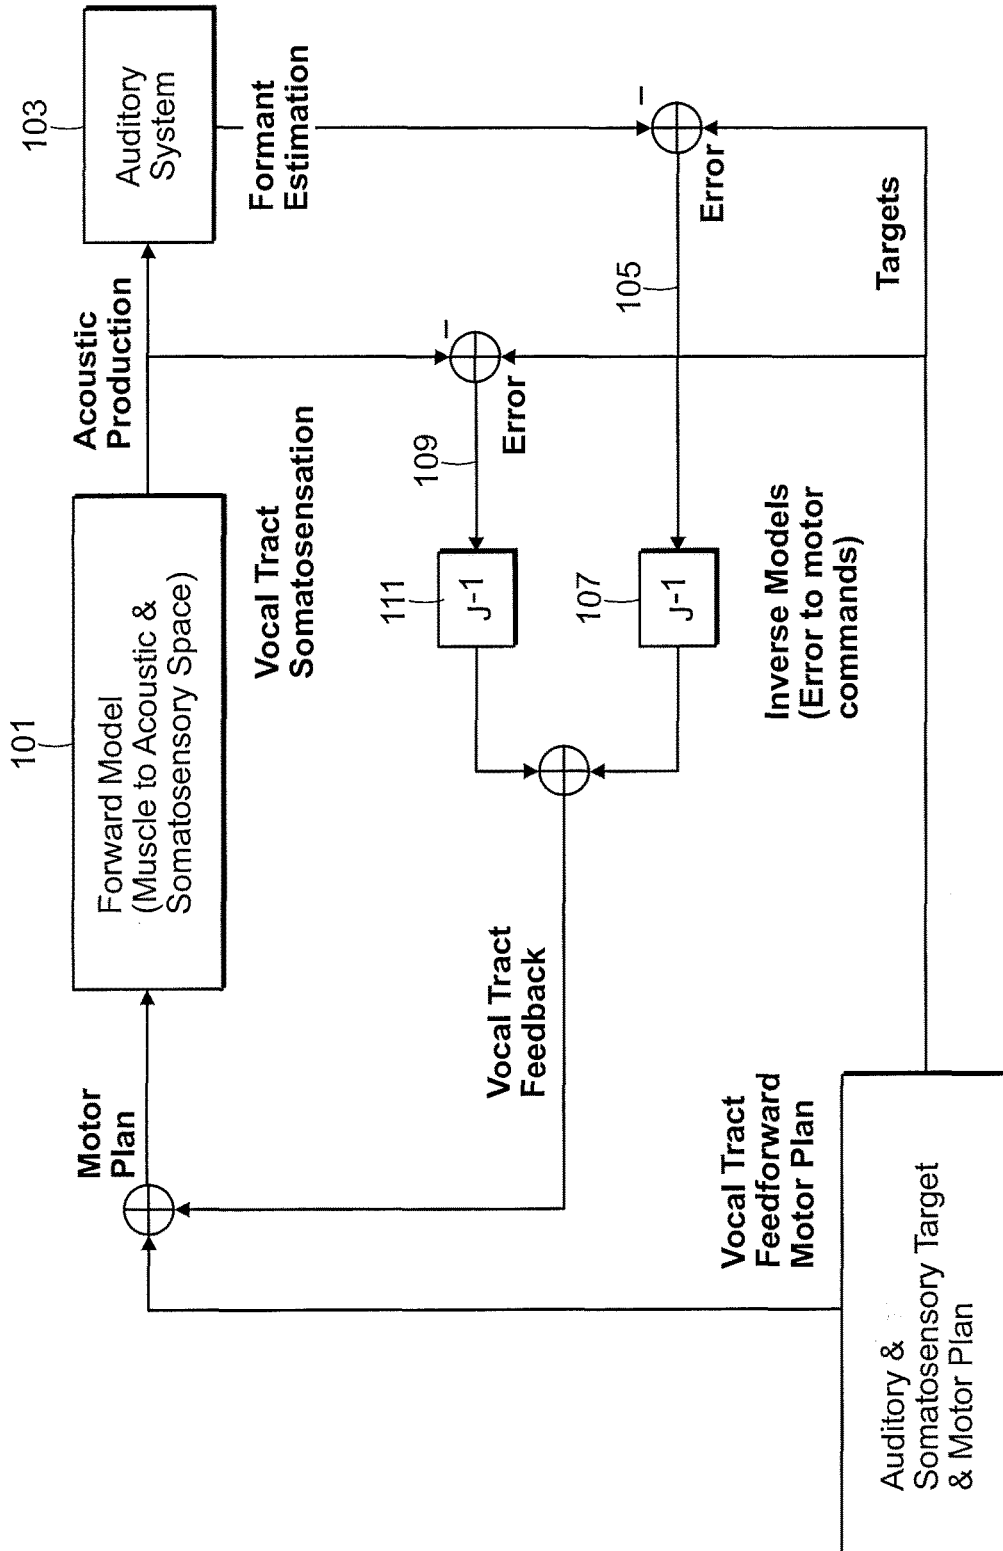 Auditory &
Somatosensory Target
& Motor Plan
Vocal Tract
Feedforward
Motor Plan
Motor
Plan
101
Forward Model
(Muscle to Acoustic &
Somatosensory Space)
Acoustic
Production
103
Auditory
System
Formant
Estimation
Vocal Tract
Somatosensation
Vocal Tract
Feedback
111
J-1
109
Error
–
107
J-1
105
Error
–
Inverse Models
(Error to motor
commands)
Targets